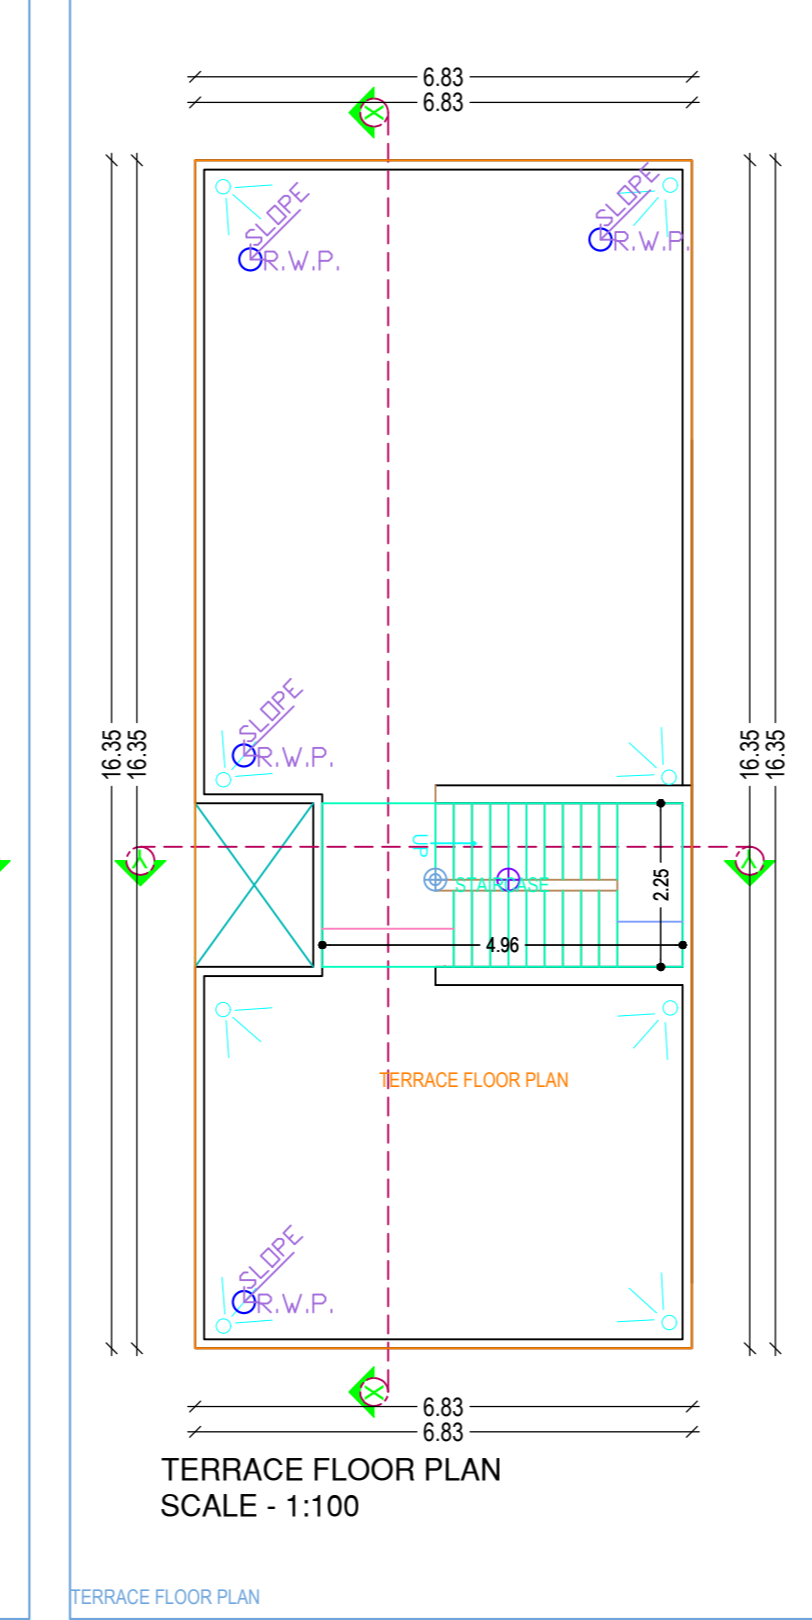 6.83
6.83
X
SLOPE
R.W.P.
SLOPE
R.W.P.
SLOPE
R.W.P.
16.35
16.35
16.35
16.35
UP
Y
Y
STAIRCASE
2.25
4.96
TERRACE FLOOR PLAN
SLOPE
R.W.P.
X
6.83
6.83
TERRACE FLOOR PLAN
SCALE - 1:100
TERRACE FLOOR PLAN